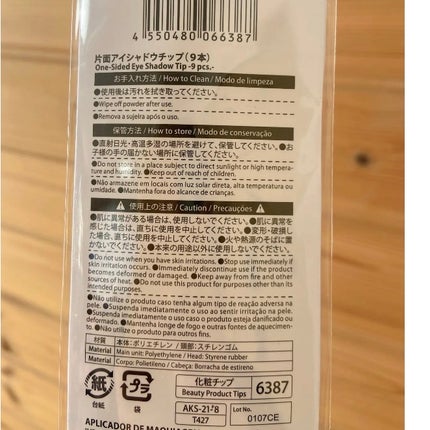 4 550480 066387
片面アイシャドウチップ(9本)
One-Sided Eye Shadow Tip -9 pcs.-
お手入れ方法 / How to Clean / Modo de limpeza
●使用後は汚れを拭き取ってください。
●Wipe off powder after use.
●Remova a sujeira após o uso.
保管方法 / How to store / Modo de conservação
●直射日光・高温多湿の場所を避けて、保管してください。●お
子様の手の届かない場所に保管してください。
●Do not store in a place subject to direct sunlight or high tempera-
ture and humidity. ●Keep out of reach of children.
●Não armazene em locais com luz solar direta, alta temperatura ou
umidade. ●Mantenha fora do alcance de crianças.
使用上の注意 / Caution / Precauções
●肌に異常がある場合は、使用しないでください。●肌に異常を
感じた場合は、直ちに使用を中止してください。●変形・破損し
た場合、直ちに使用を中止してください。●火や熱源のそばに置
かないでください。●本来の用途以外に使用しないでください。
●Do not use when you have skin irritations. ●Stop use immediately if
skin irritation occurs. ●Immediately discontinue use if the product
becomes deformed or damaged. ●Keep away from fire and other
sources of heat. ●Do not use for purposes other than its
intended purposes.
●Não utilize o produto caso tenha algum tipo de reação adversa na
pele. ●Suspenda imediatamente o uso ao sentir irritação na pele.
●Suspenda imediatamente o uso caso o produto esteja danificado ou
deformado. ●Mantenha longe do fogo e outras fontes de aquecimen-
to. ●Não utilizar o produto para outros fins.
材質 本体:ポリエチレン / 頭部:スチレンゴム
Material Main unit: Polyethylene / Head: Styrene rubber
Material Corpo: Polietileno / Cabeça: Borracha de estireno
紙 台紙
プラ 袋
化粧チップ
Beauty Product Tips
6387
AKS-21-8
T427
Lot No.
0107CE
APLICADOR DE MAQUIAGEM